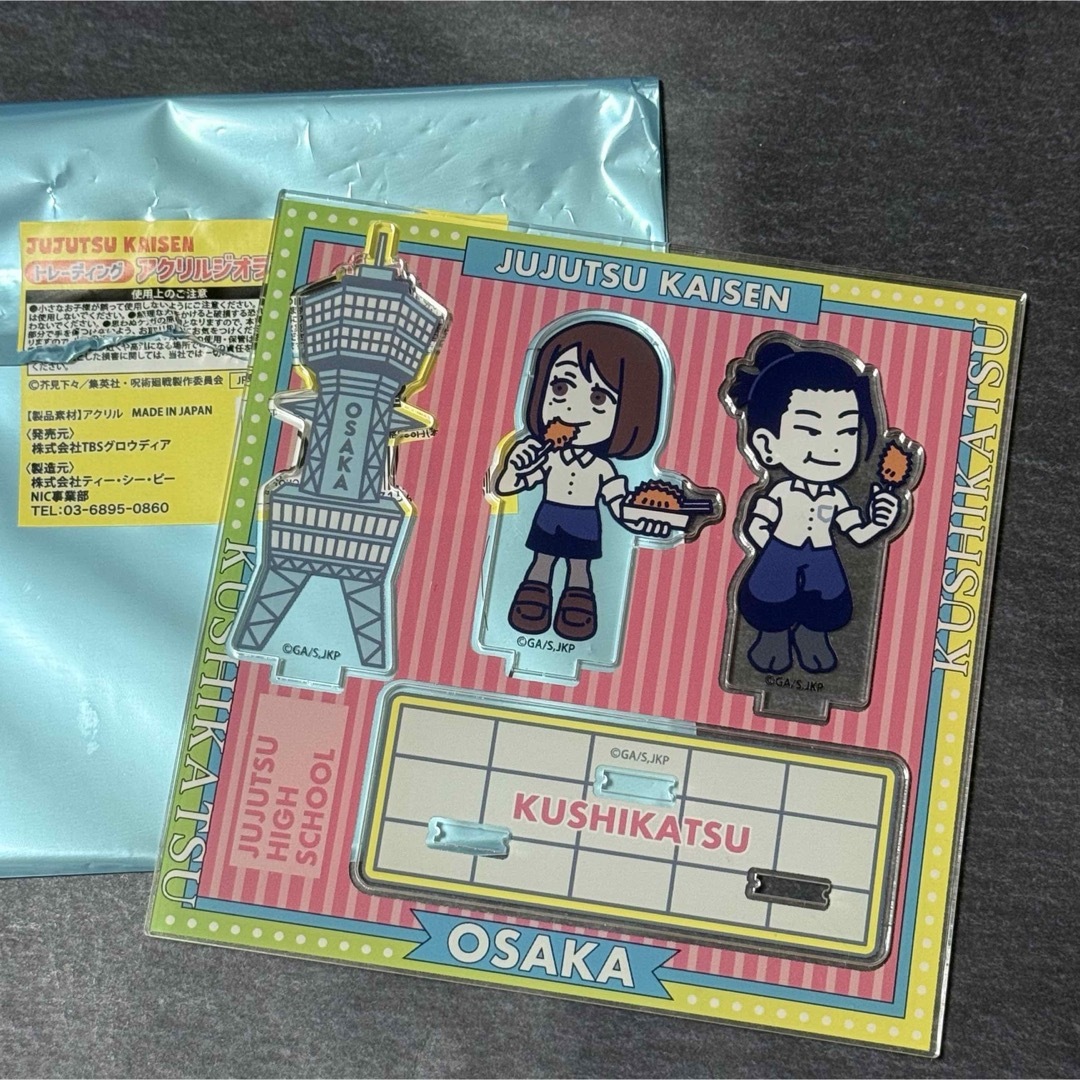 JUJUTSU KAISEN
トレーディング アクリルジオラ
使用上のご注意
©芥見下々／集英社・呪術廻戦製作委員会
【製品素材】アクリル MADE IN JAPAN
〈発売元〉
株式会社TBSグロウディア
〈製造元〉
株式会社ティー・シー・ピー
NIC事業部
TEL:03-6895-0860
JUJUTSU KAISEN
KUSHIKATSU
KUSHIKATSU
OSAKA
©GA/S,JKP
©GA/S,JKP
©GA/S,JKP
JUJUTSU
HIGH
SCHOOL
©GA/S,JKP
KUSHIKATSU
OSAKA